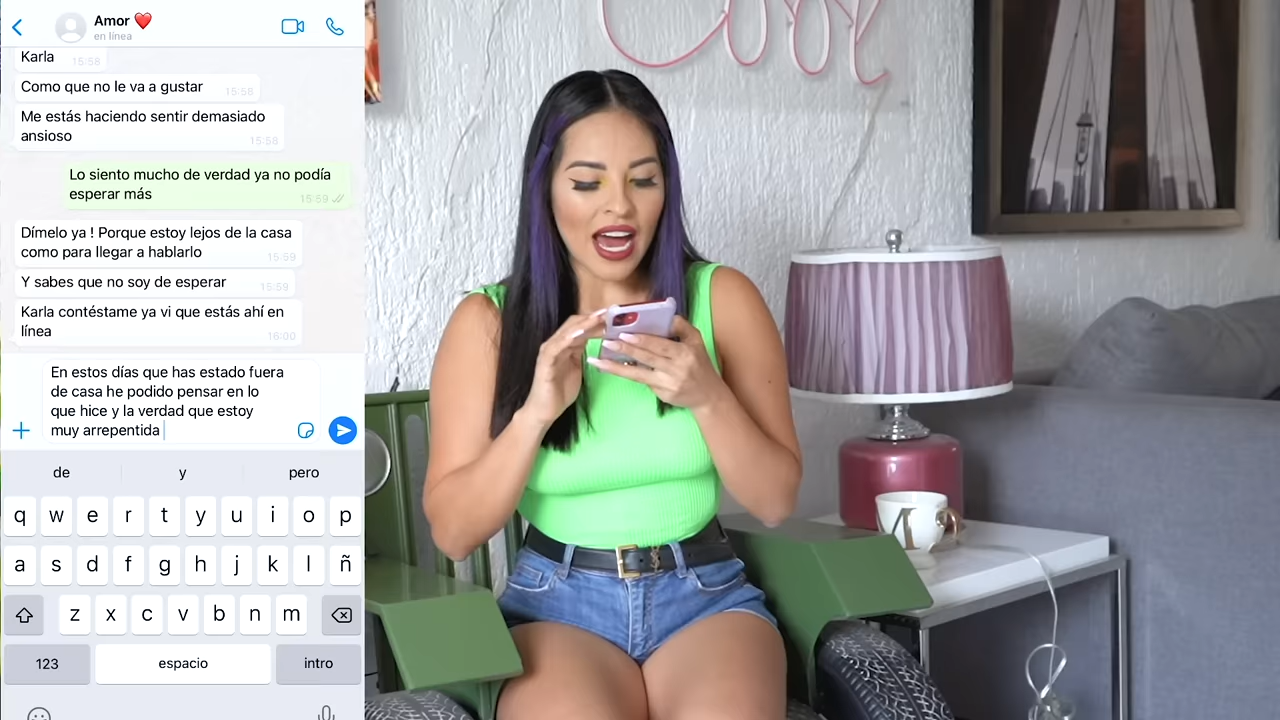 Amor ❤️
en línea
Karla
15:58
Como que no le va a gustar
15:58
Me estás haciendo sentir demasiado
ansioso
15:58
Lo siento mucho de verdad ya no podía
esperar más
15:59
Dímelo ya ! Porque estoy lejos de la casa
como para llegar a hablarlo
15:59
Y sabes que no soy de esperar
15:59
Karla contéstame ya vi que estás ahí en
línea
16:00
En estos días que has estado fuera
de casa he podido pensar en lo
que hice y la verdad que estoy
muy arrepentida
de y pero
q w e r t y u i o p
a s d f g h j k l ñ
z x c v b n m
123 espacio intro